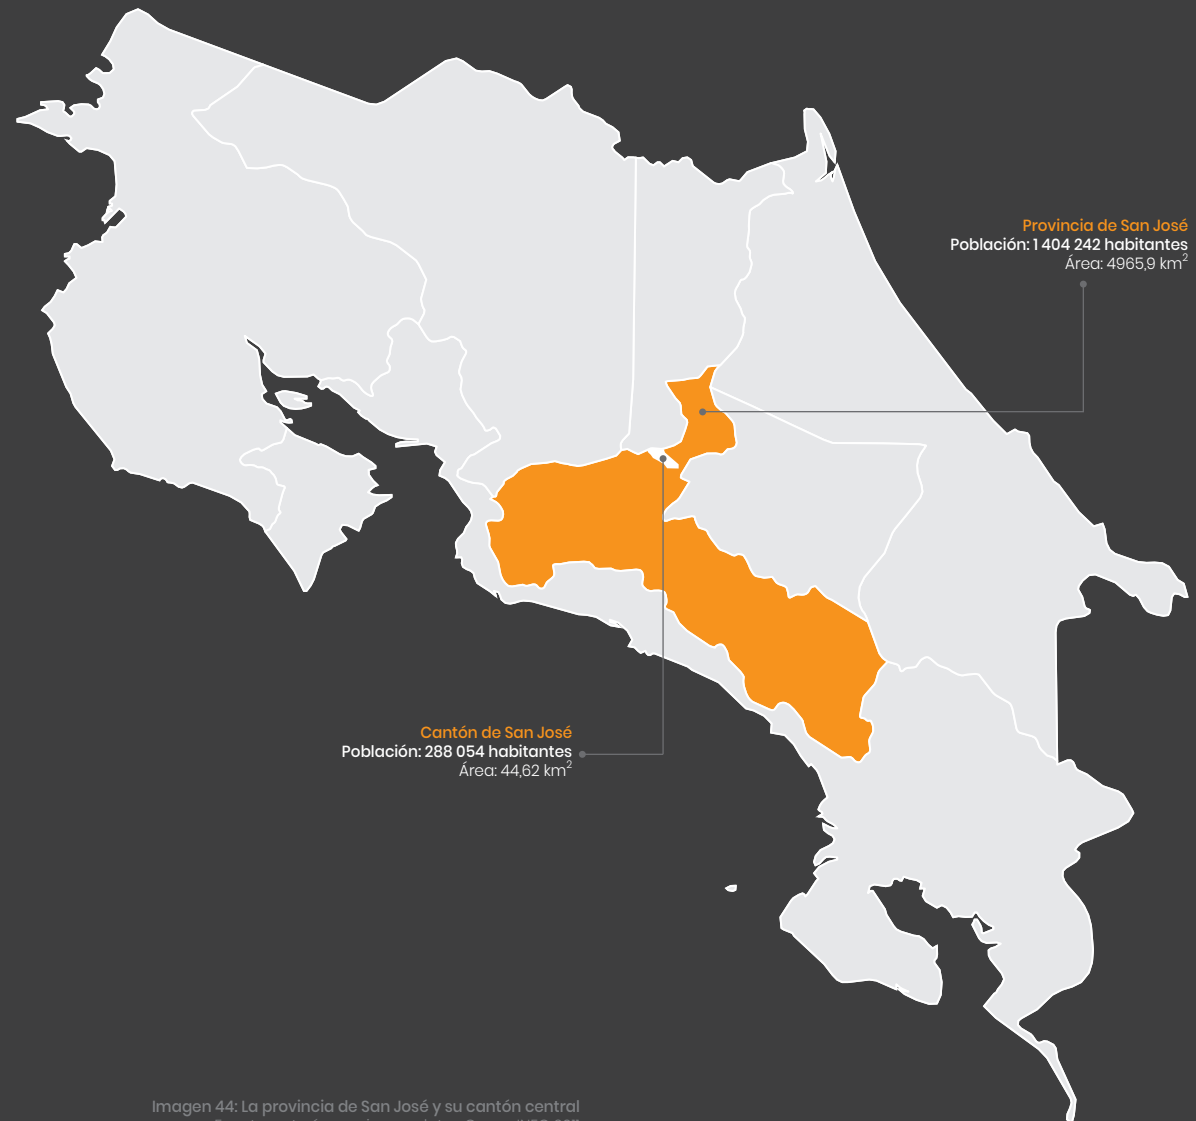 Provincia de San José
Población: 1 404 242 habitantes
Área: 4965,9 km²
Cantón de San José
Población: 288 054 habitantes
Área: 44,62 km²
Imagen 44: La provincia de San José y su cantón central